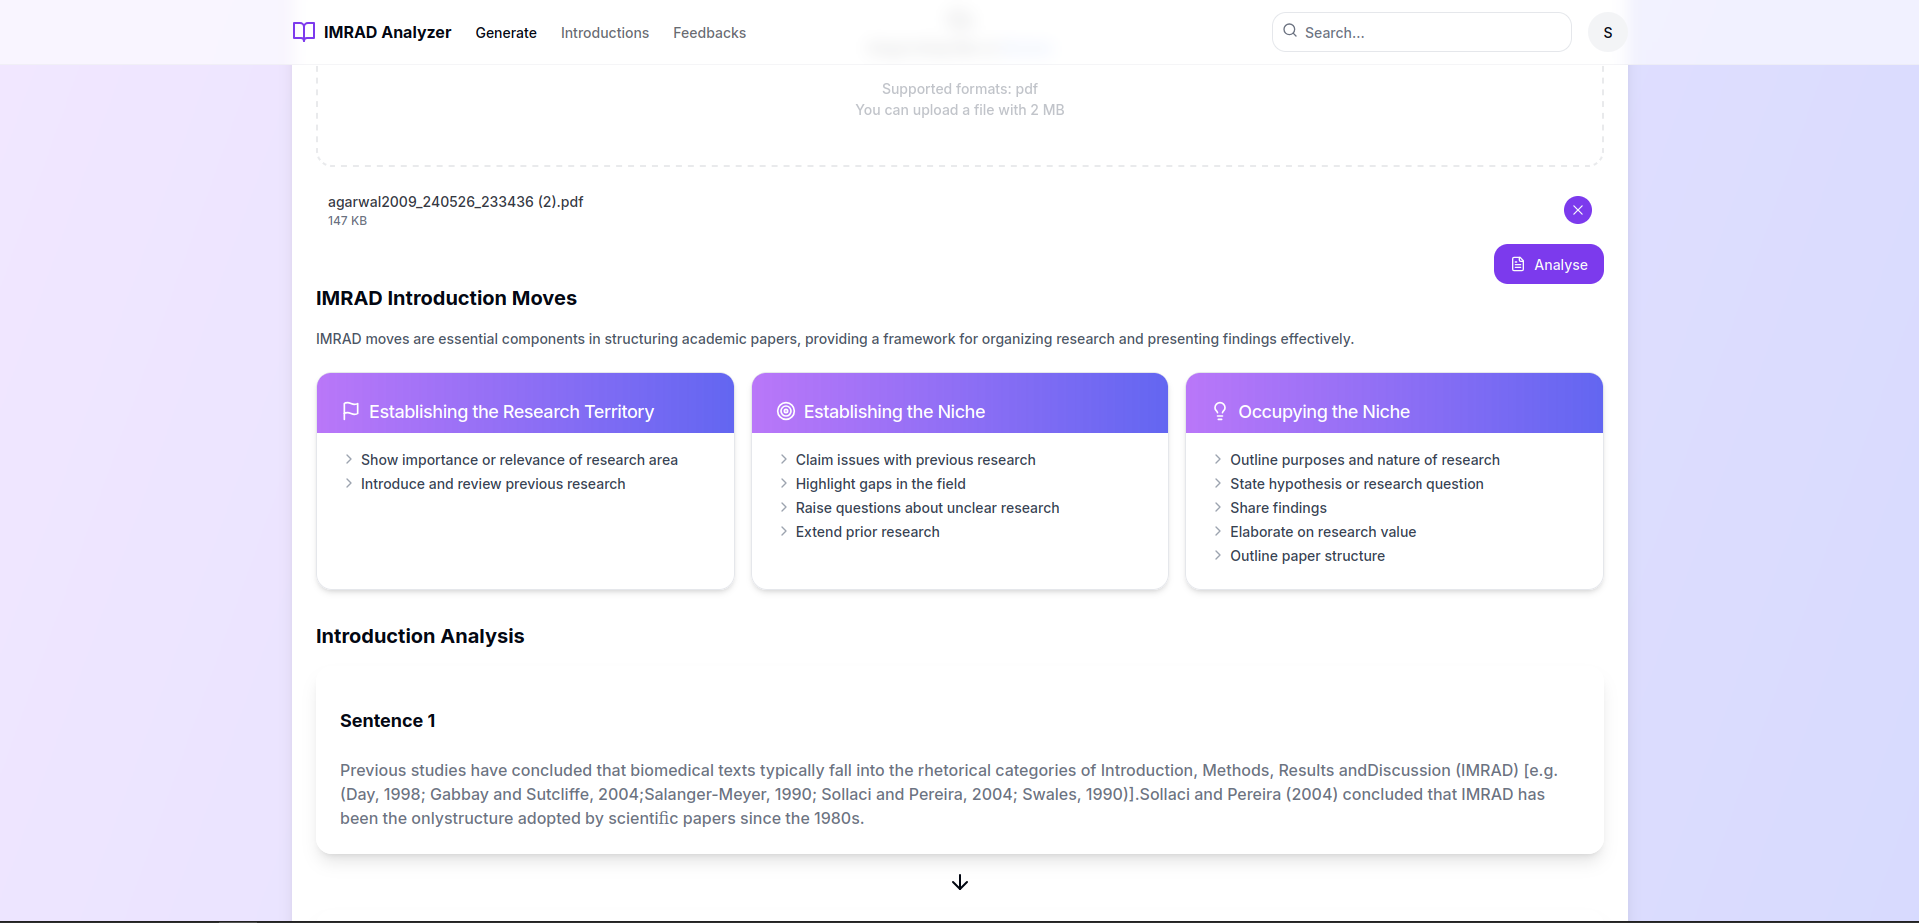 IMRAD Analyzer
Generate
Introductions
Feedbacks
Search...
S
Supported formats: pdf
You can upload a file with 2 MB
agarwal2009_240526_233436 (2).pdf
147 KB
Analyse
IMRAD Introduction Moves
IMRAD moves are essential components in structuring academic papers, providing a framework for organizing research and presenting findings effectively.
Establishing the Research Territory
Show importance or relevance of research area
Introduce and review previous research
Establishing the Niche
Claim issues with previous research
Highlight gaps in the field
Raise questions about unclear research
Extend prior research
Occupying the Niche
Outline purposes and nature of research
State hypothesis or research question
Share findings
Elaborate on research value
Outline paper structure
Introduction Analysis
Sentence 1
Previous studies have concluded that biomedical texts typically fall into the rhetorical categories of Introduction, Methods, Results andDiscussion (IMRAD) [e.g.
(Day, 1998; Gabbay and Sutcliffe, 2004;Salanger-Meyer, 1990; Sollaci and Pereira, 2004; Swales, 1990)].Sollaci and Pereira (2004) concluded that IMRAD has
been the onlystructure adopted by scientific papers since the 1980s.